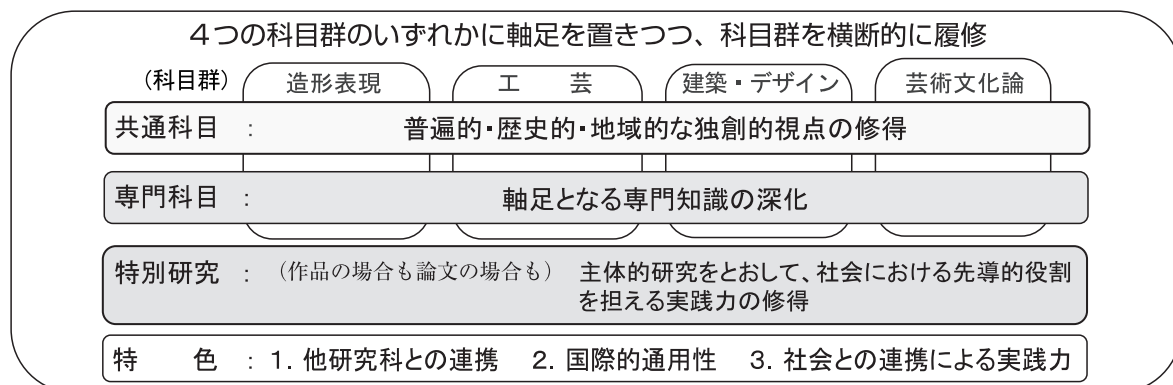 4つの科目群のいずれかに軸足を置きつつ、科目群を横断的に履修
(科目群) 造形表現 工芸 建築・デザイン 芸術文化論
共通科目 : 普遍的・歴史的・地域的な独創的視点の修得
専門科目 : 軸足となる専門知識の深化
特別研究 : (作品の場合も論文の場合も) 主体的研究をとおして、社会における先導的役割
を担える実践力の修得
特色 : 1. 他研究科との連携 2. 国際的通用性 3. 社会との連携による実践力